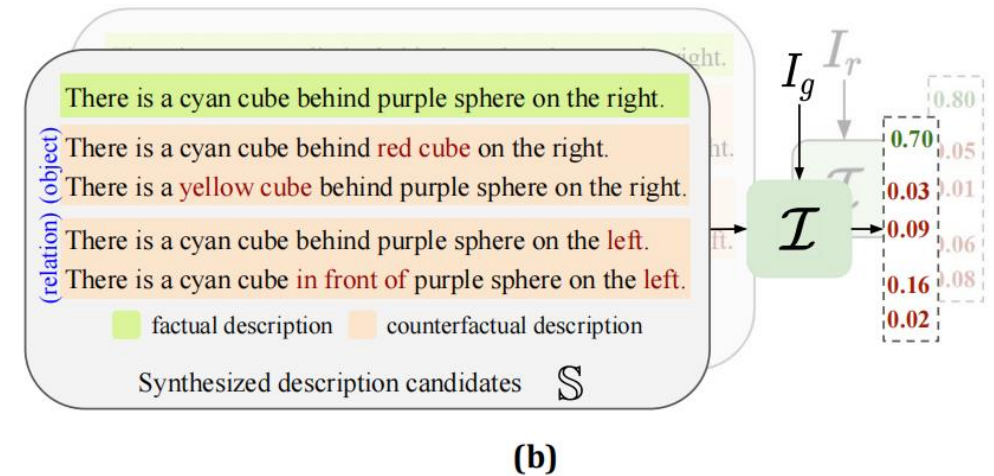 There is a cyan cube behind purple sphere on the right.
There is a cyan cube behind red cube on the right.
There is a yellow cube behind purple sphere on the right.
(object)
There is a cyan cube behind purple sphere on the left.
There is a cyan cube in front of purple sphere on the left.
(relation)
factual description counterfactual description
Synthesized description candidates 𝕊
right.
ht.
ft.
I_g
I_r
ℐ
0.70
0.03
0.09
0.16
0.02
0.80
.05
.01
.06
.08
(b)